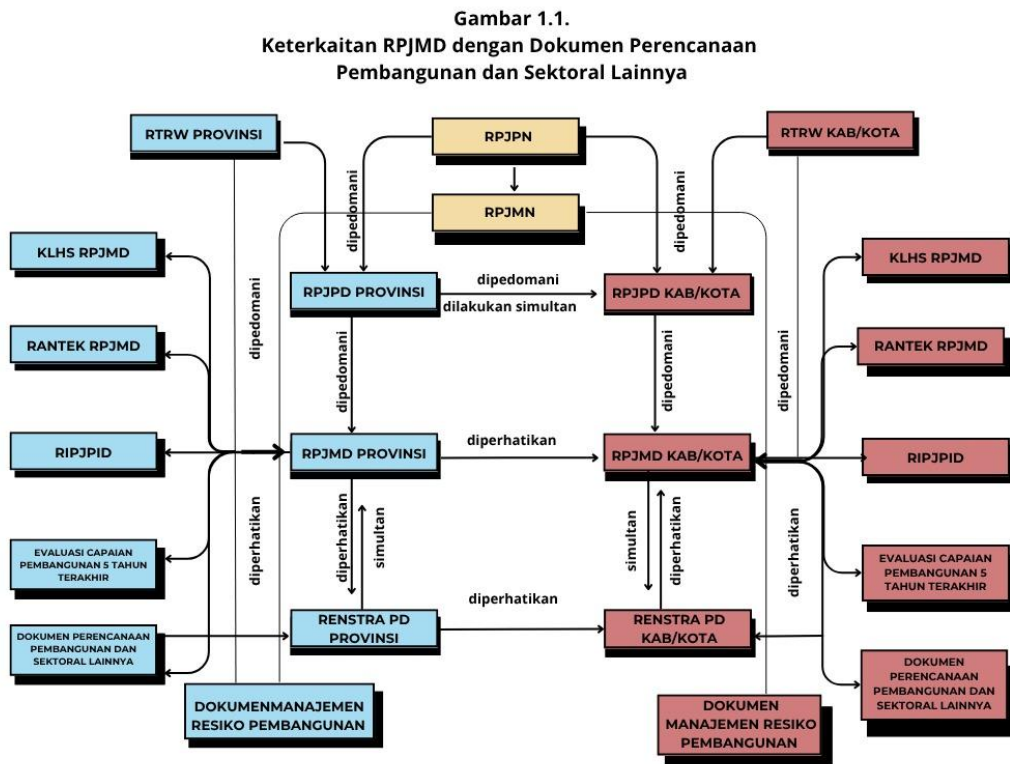 Gambar 1.1.
Keterkaitan RPJMD dengan Dokumen Perencanaan
Pembangunan dan Sektoral Lainnya
RTRW PROVINSI
RPJPN
RTRW KAB/KOTA
dipedomani
dipedomani
RPJMN
KLHS RPJMD
KLHS RPJMD
RPJPD PROVINSI
dipedomani
dilakukan simultan
RPJPD KAB/KOTA
dipedomani
dipedomani
RANTEK RPJMD
RANTEK RPJMD
dipedomani
dipedomani
RIPJPID
RPJMD PROVINSI
diperhatikan
RPJMD KAB/KOTA
RIPJPID
diperhatikan
diperhatikan
simultan
simultan
diperhatikan
diperhatikan
EVALUASI CAPAIAN
PEMBANGUNAN 5 TAHUN
TERAKHIR
EVALUASI CAPAIAN
PEMBANGUNAN 5
TAHUN TERAKHIR
DOKUMEN PERENCANAAN
PEMBANGUNAN DAN
SEKTORAL LAINNYA
RENSTRA PD
PROVINSI
diperhatikan
RENSTRA PD
KAB/KOTA
DOKUMEN
PERENCANAAN
PEMBANGUNAN DAN
SEKTORAL LAINNYA
DOKUMENMANAJEMEN
RESIKO PEMBANGUNAN
DOKUMEN
MANAJEMEN RESIKO
PEMBANGUNAN